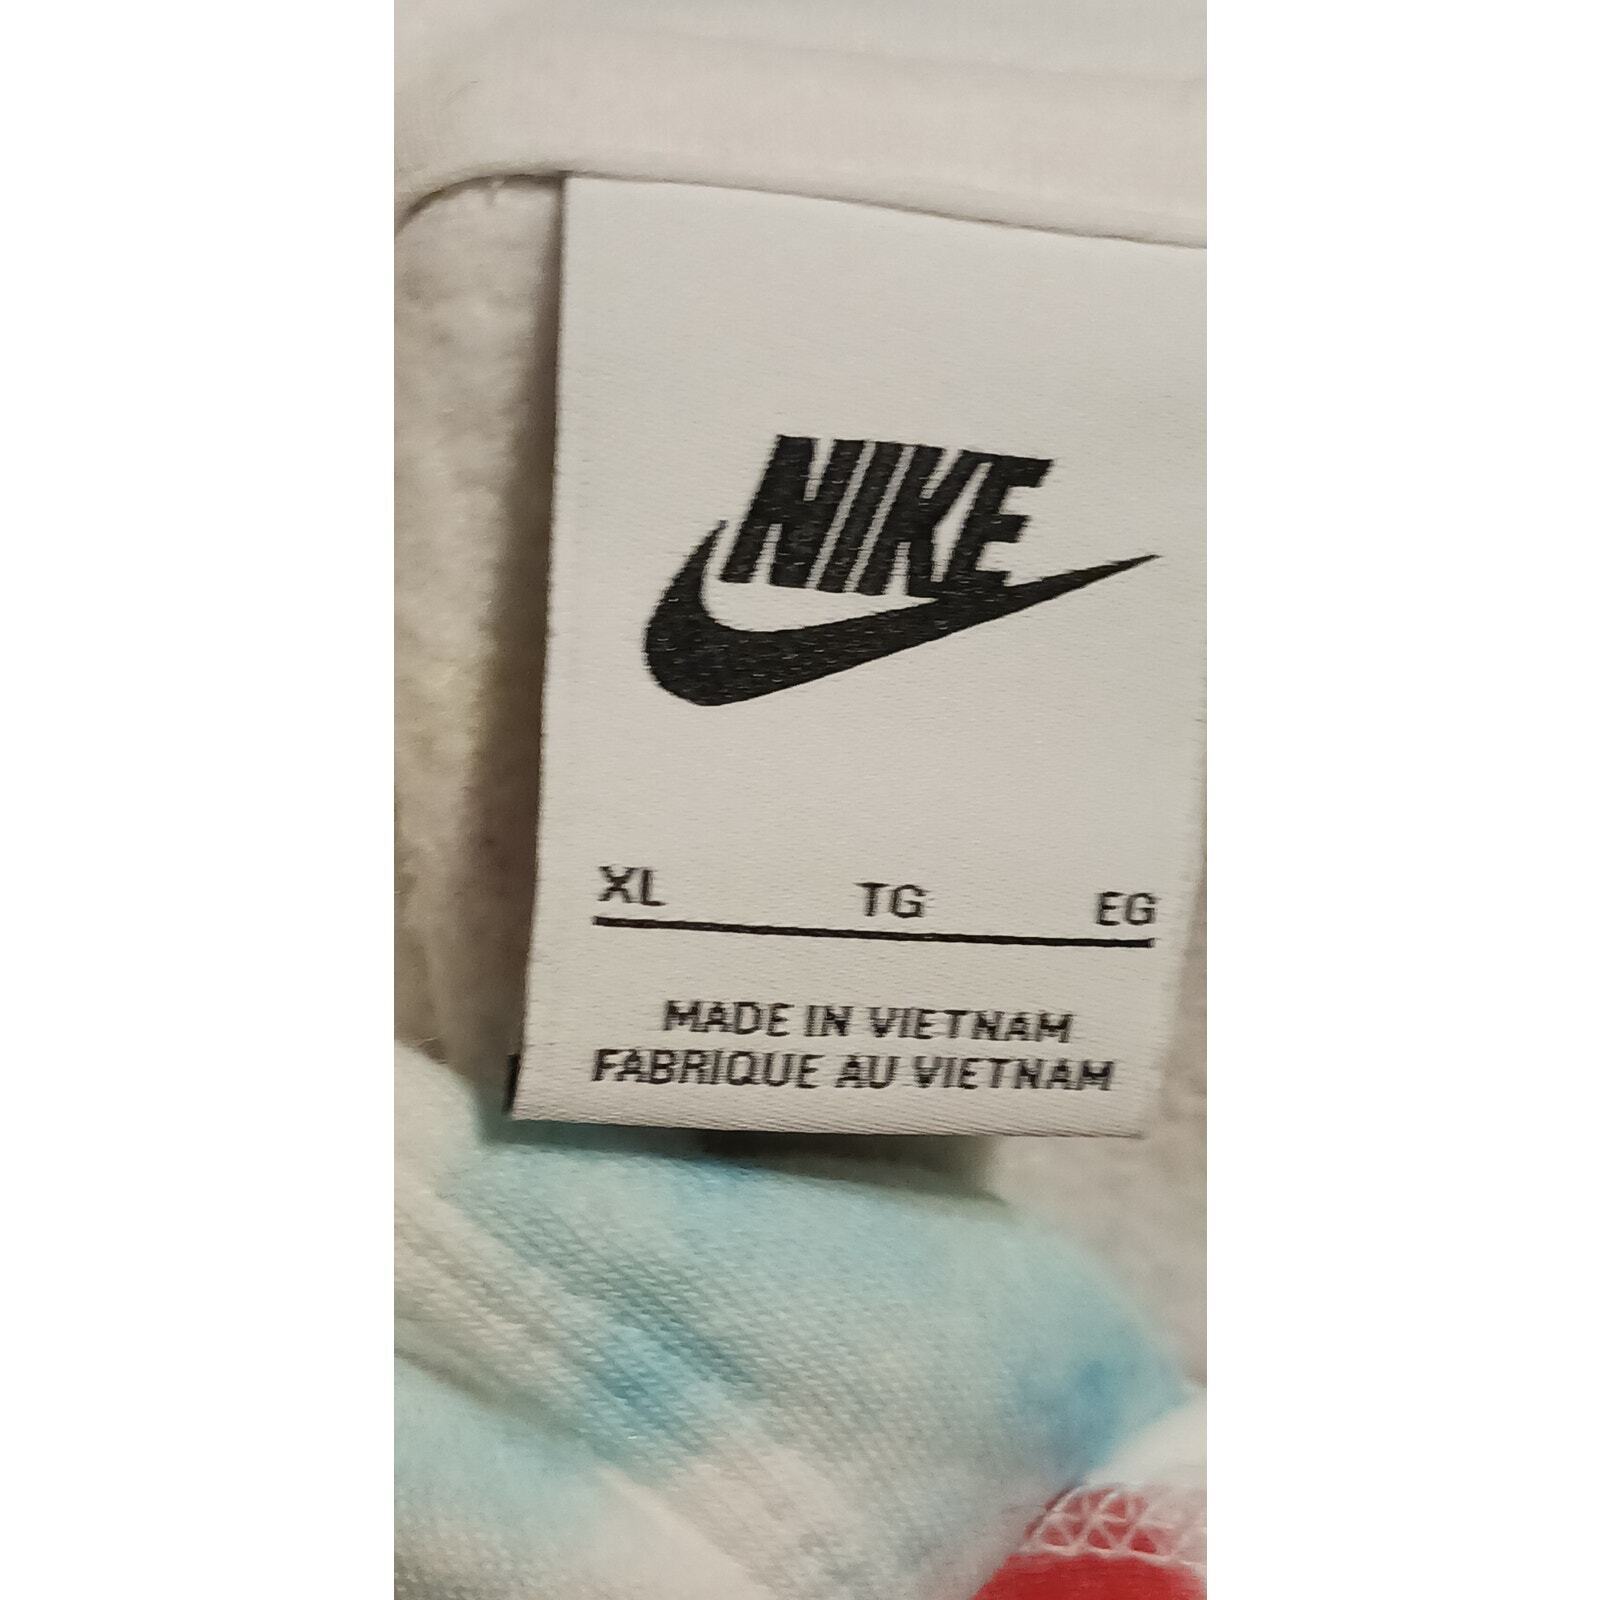 NIKE
XL TG EG
MADE IN VIETNAM
FABRIQUE AU VIETNAM